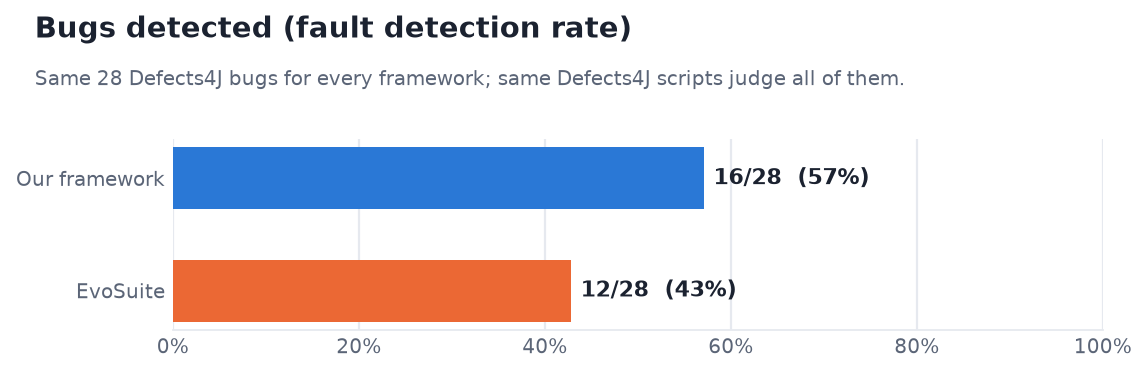 Bugs detected (fault detection rate)
Same 28 Defects4J bugs for every framework; same Defects4J scripts judge all of them.
Our framework
16/28 (57%)
EvoSuite
12/28 (43%)
0%
20%
40%
60%
80%
100%